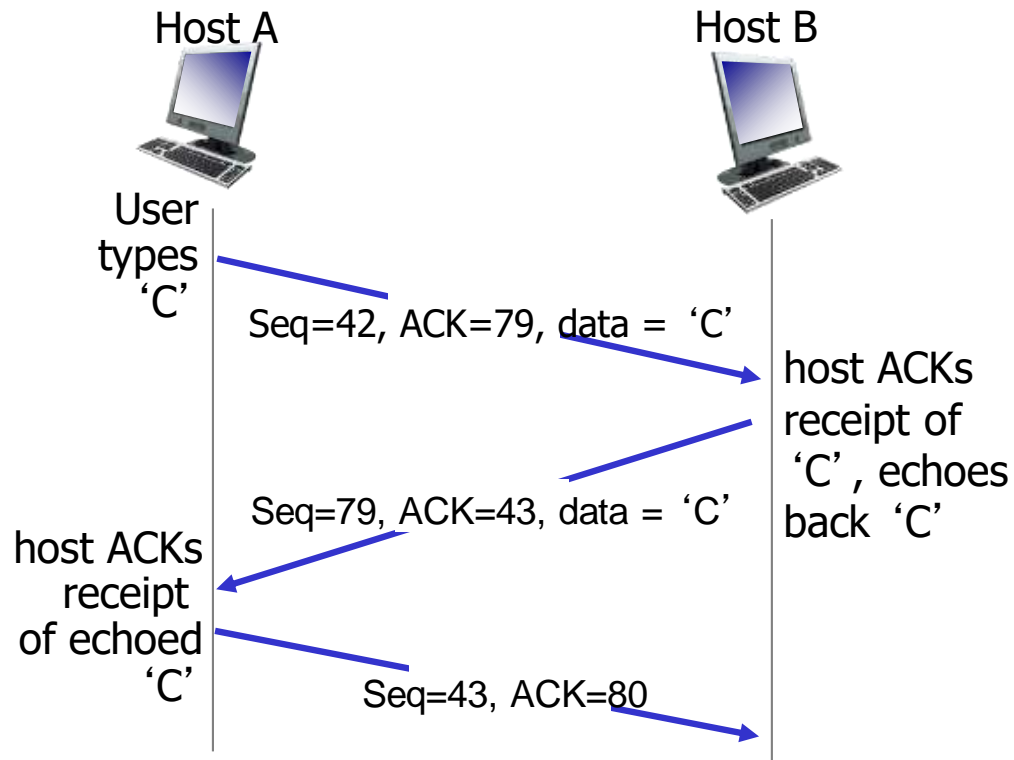 Host A
Host B
User
types
‘C’
Seq=42, ACK=79, data = ‘C’
host ACKs
receipt of
‘C’, echoes
back ‘C’
Seq=79, ACK=43, data = ‘C’
host ACKs
receipt
of echoed
‘C’
Seq=43, ACK=80